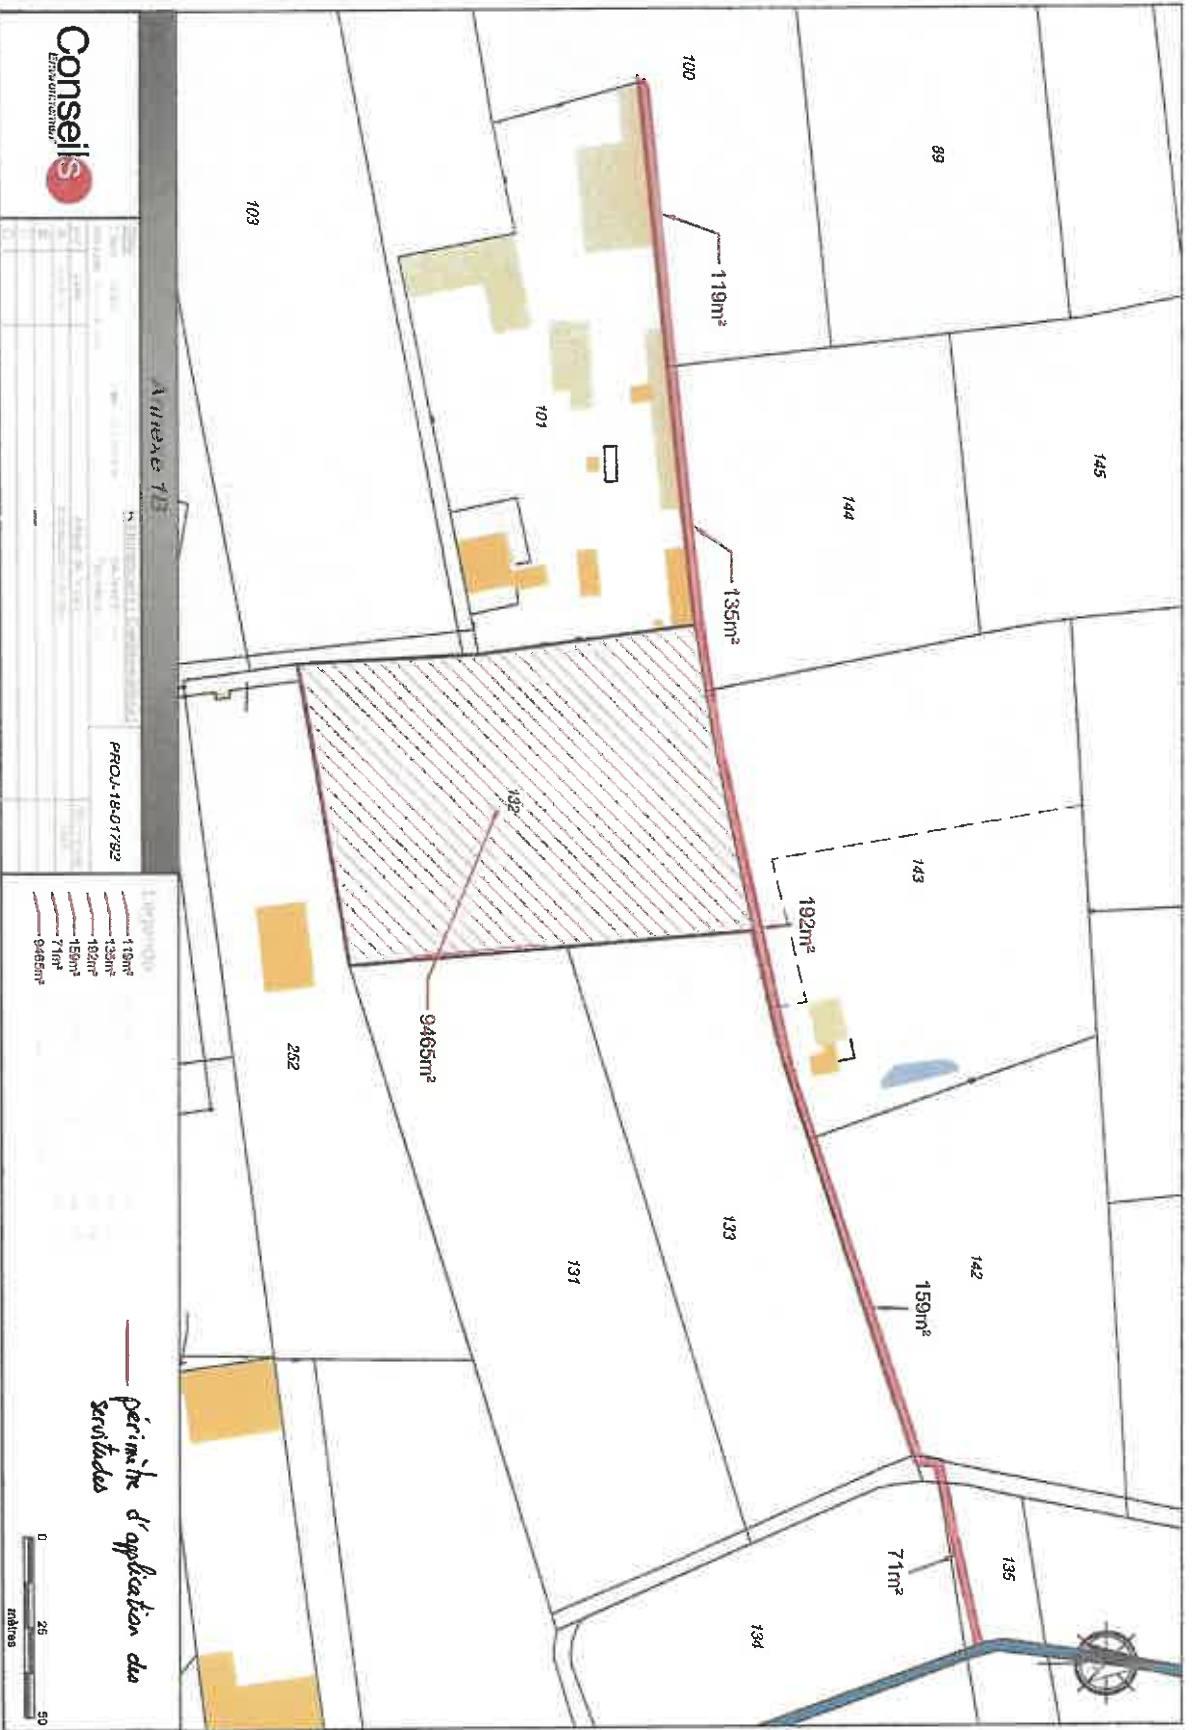 100
89
145
103
119m²
101
144
135m²
132
143
192m²
9465m²
252
133
131
142
159m²
71m²
135
134
Conseils
Environnement
Annexe 1B
PROJ-18-01792
Légende
119m²
135m²
192m²
159m²
71m²
9465m²
périmètre d'application des
servitudes
0 25 50
mètres